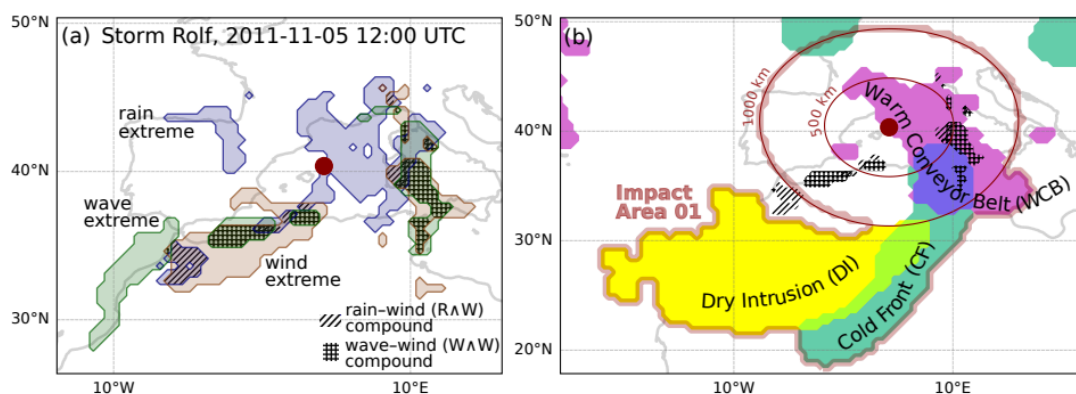 (a) Storm Rolf, 2011-11-05 12:00 UTC
50°N
40°N
30°N
10°W
10°E
rain
extreme
wave
extreme
wind
extreme
rain–wind (R∧W)
compound
wave–wind (W∧W)
compound
(b)
50°N
40°N
30°N
20°N
10°W
10°E
1000 km
500 km
Warm Conveyor Belt (WCB)
Impact
Area 01
Dry Intrusion (DI)
Cold Front (CF)